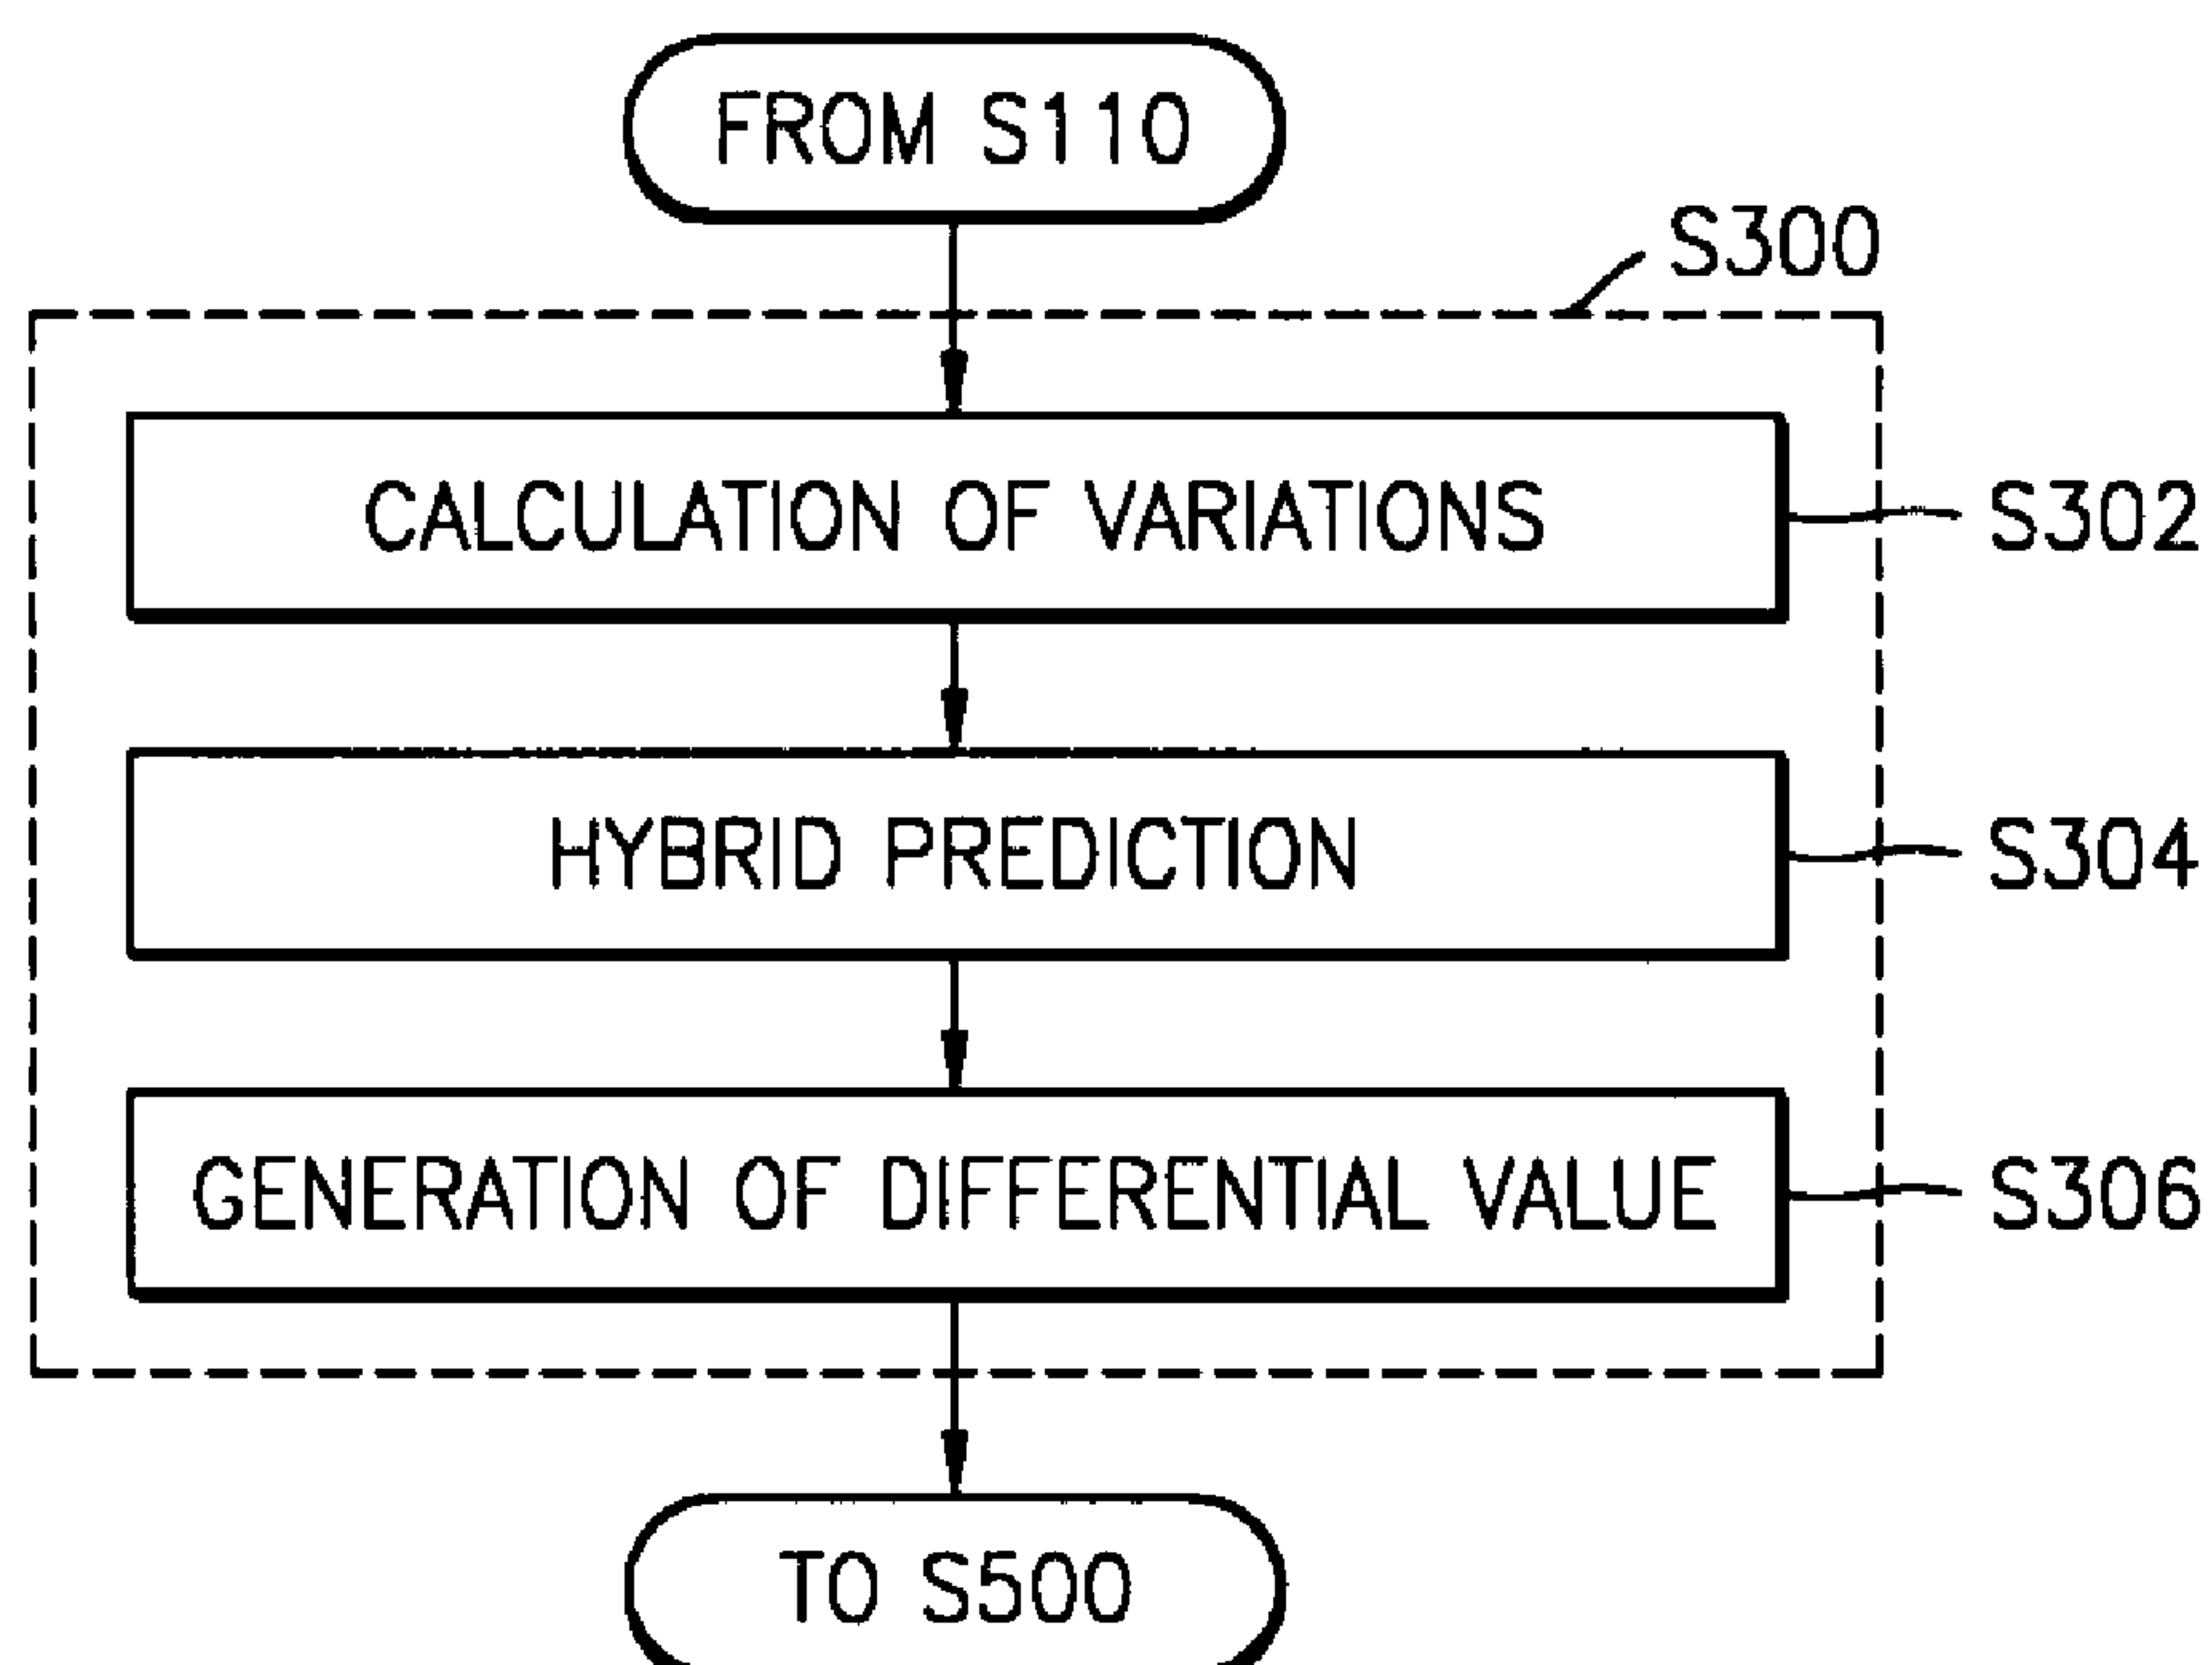 FROM S110
S300
CALCULATION OF VARIATIONS
S302
HYBRID PREDICTION
S304
GENERATION OF DIFFERENTIAL VALUE
S306
TO S500